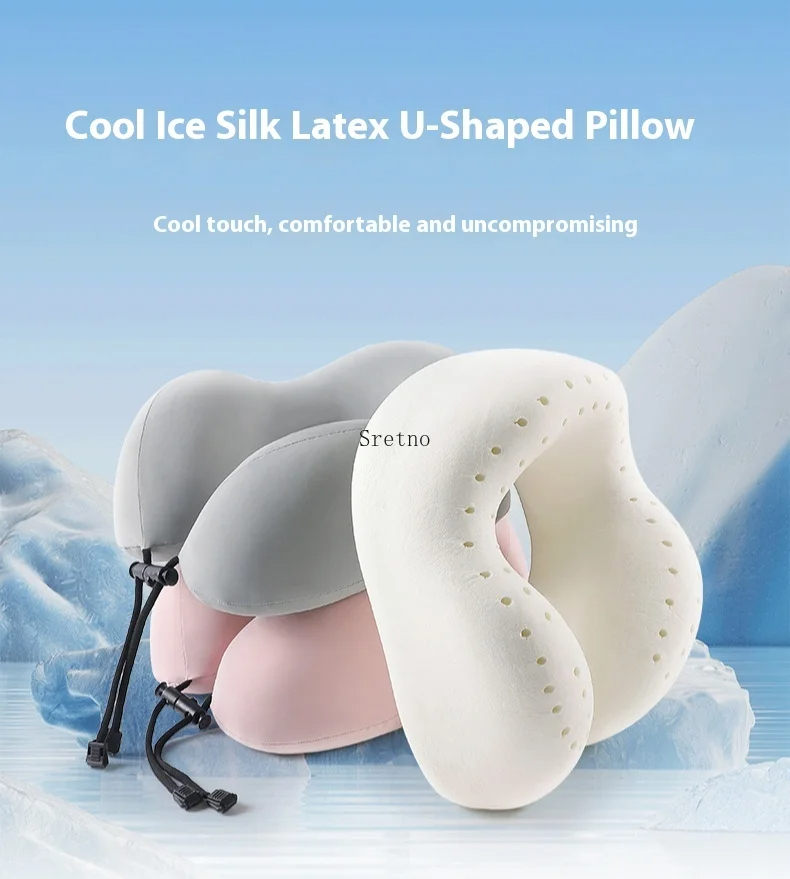 Cool Ice Silk Latex U-Shaped Pillow
Cool touch, comfortable and uncompromising
Sretno